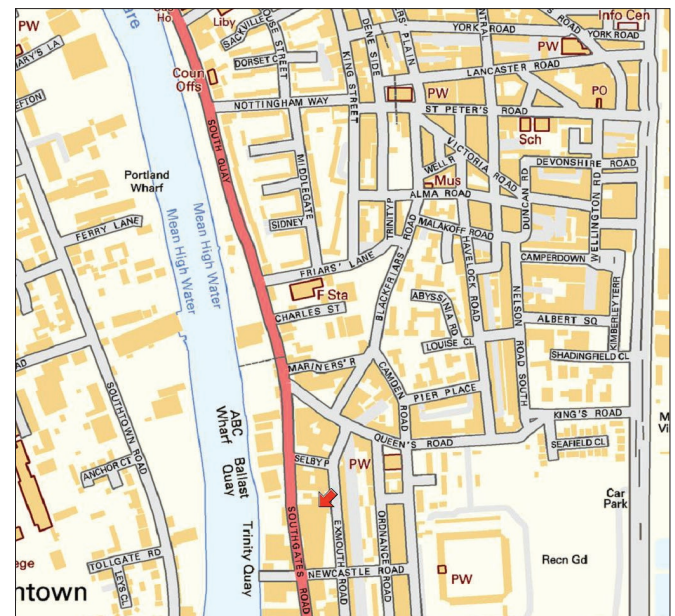 Liby
Info Cen
PW
YORK ROAD
PW
YORK ROAD
SACKVILLE
DENE SIDE
DORSET C
KING STREET
LANCASTER ROAD
Coun
Offs
PW
PO
NOTTINGHAM WAY
ST PETER'S ROAD
SOUTH QUAY
Sch
VICTORIA ROAD
WELL R
DEVONSHIRE ROAD
Portland
Wharf
MIDDLEGATE
Mus
ALMA ROAD
DUNCAN RD
WELLINGTON RD
TRINITY P
MALAKOFF ROAD
SIDNEY
FERRY LANE
Mean High Water
Mean High Water
HAVELOCK ROAD
CAMPERDOWN
FRIARS' LANE
BLACKFRIARS' ROAD
F Sta
ABYSSINIA RD
NELSON ROAD SOUTH
KIMBERLEY TERR
CHARLES ST
ALBERT SQ
LOUISE CL
SHADINGFIELD CL
MARINERS' R
CAMDEN ROAD
PIER PLACE
SOUTHTOWN ROAD
ABC
Wharf
KING'S ROAD
QUEEN'S ROAD
SEAFIELD CL
SELBY P
PW
ANCHOR CT
Ballast
Quay
Car
Park
SOUTHGATES ROAD
EXMOUTH ROAD
ORDNANCE ROAD
Trinity Quay
TOLLGATE RD
Recn Gd
NEWCASTLE ROAD
PW
ege
LEYS CL
ntown